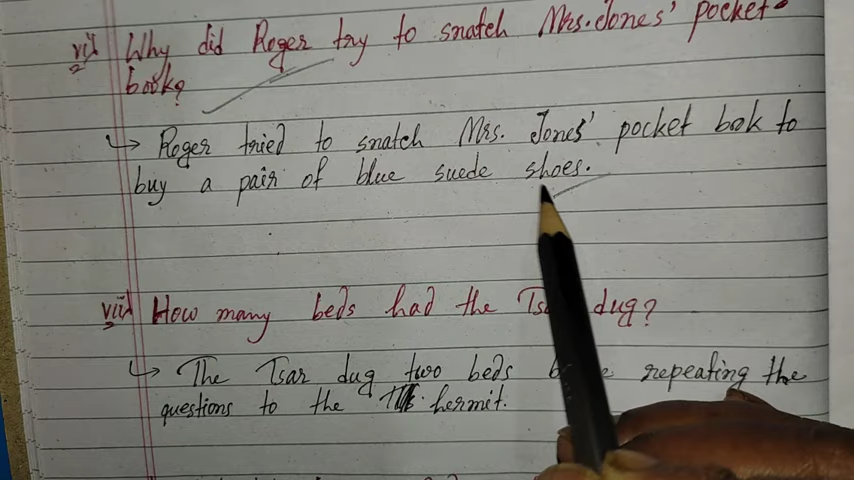 vii Why did Roger try to snatch Mrs. Jones' pocket-
book?
↳ Roger tried to snatch Mrs. Jones' pocket book to
buy a pair of blue suede shoes.
viii How many beds had the Tsar dug?
↳ The Tsar dug two beds repeating the
questions to the hermit.